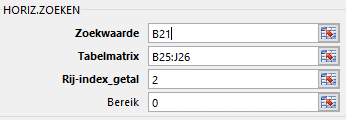 HORIZ.ZOEKEN
Zoekwaarde B21
Tabelmatrix B25:J26
Rij-index_getal 2
Bereik 0